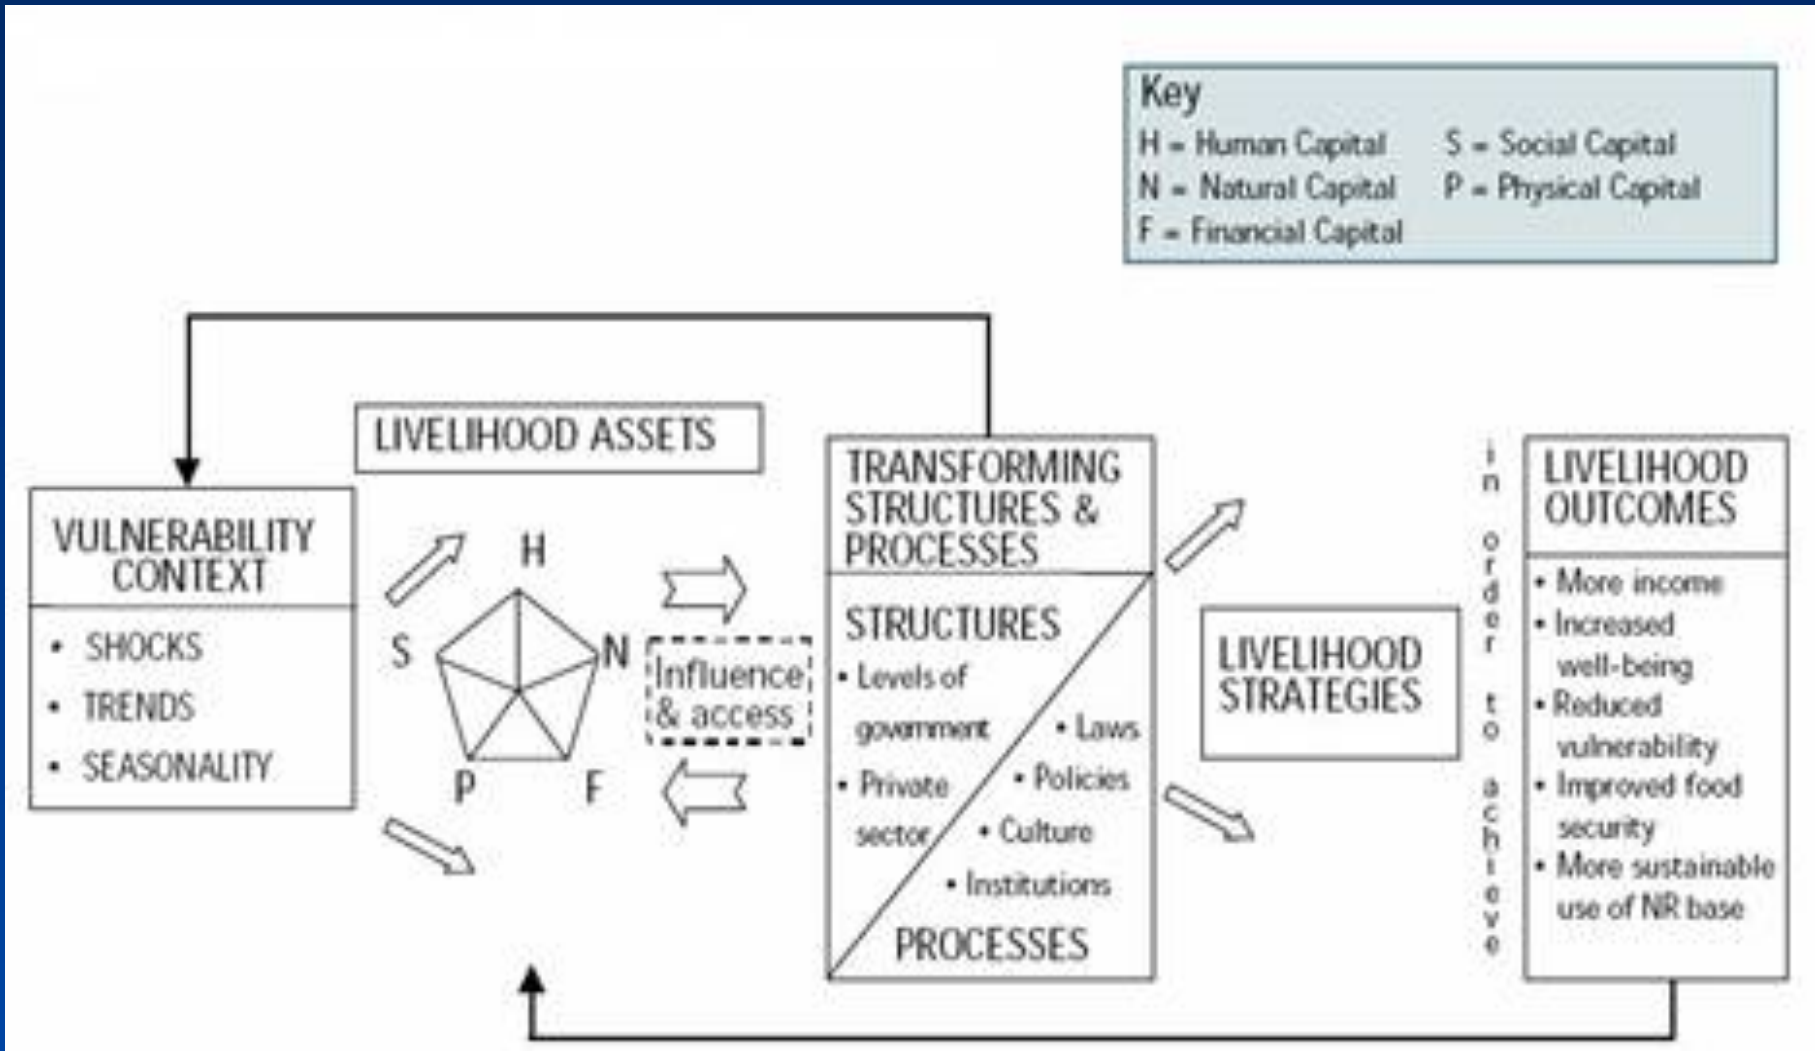 Key
H = Human Capital S = Social Capital
N = Natural Capital P = Physical Capital
F = Financial Capital
LIVELIHOOD ASSETS
VULNERABILITY
CONTEXT
• SHOCKS
• TRENDS
• SEASONALITY
H
S
N
P
F
Influence
& access
TRANSFORMING
STRUCTURES &
PROCESSES
STRUCTURES
• Levels of
government
• Private
sector
• Laws
• Policies
• Culture
• Institutions
PROCESSES
LIVELIHOOD
STRATEGIES
in order to achieve
LIVELIHOOD
OUTCOMES
• More income
• Increased
well-being
• Reduced
vulnerability
• Improved food
security
• More sustainable
use of NR base